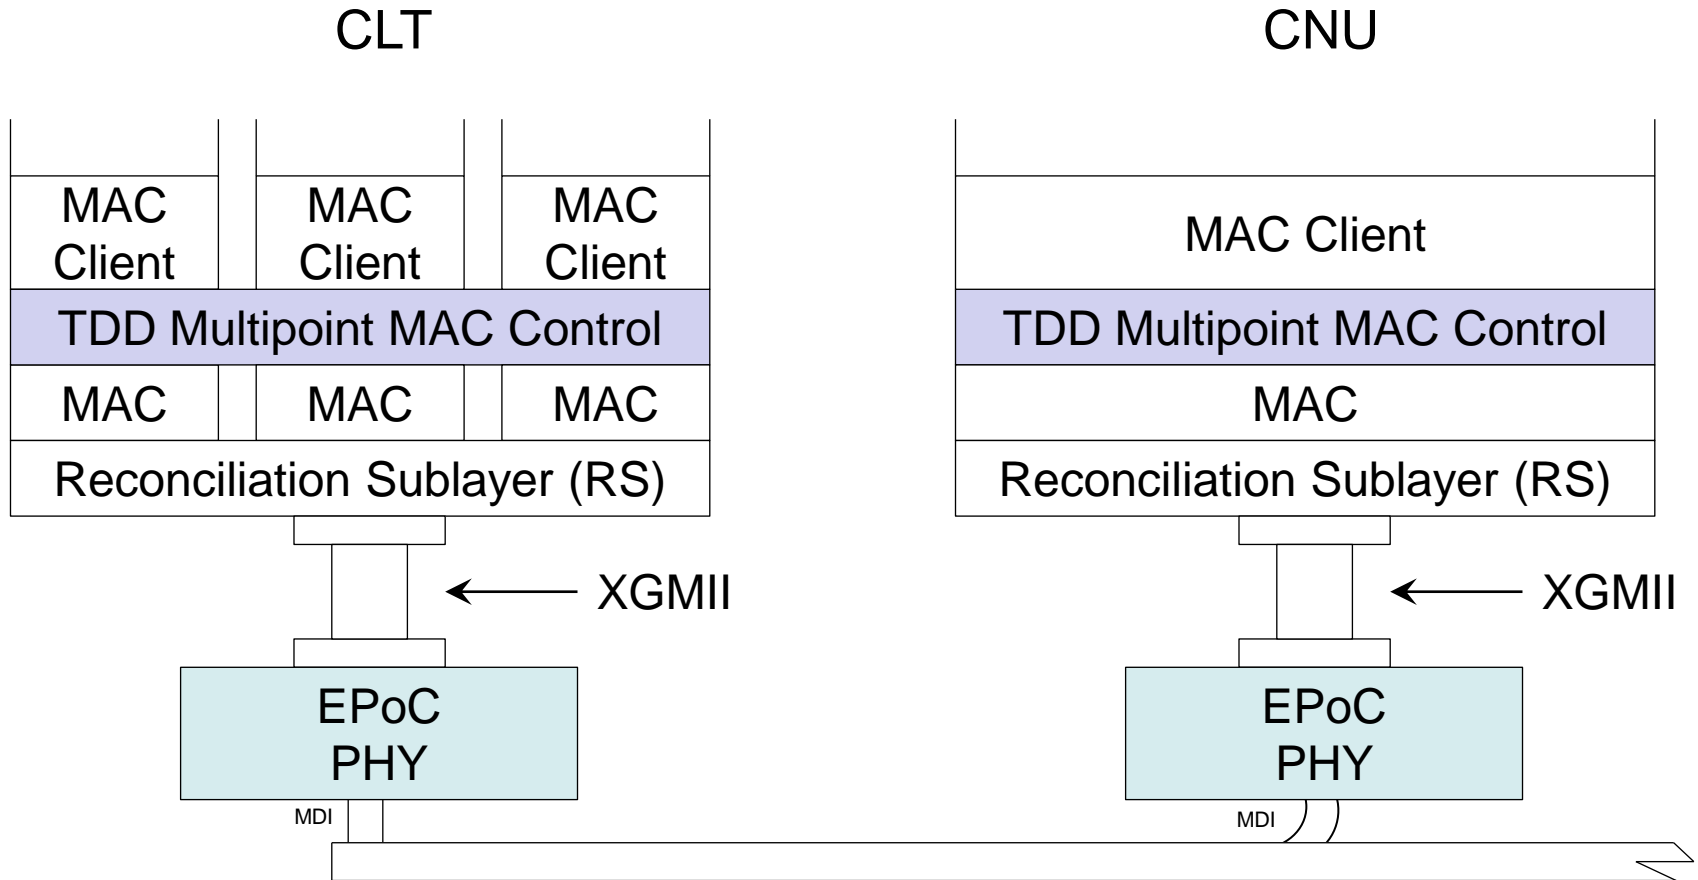 CLT
CNU
MAC
Client
MAC
Client
MAC
Client
MAC Client
TDD Multipoint MAC Control
TDD Multipoint MAC Control
MAC
MAC
MAC
MAC
Reconciliation Sublayer (RS)
Reconciliation Sublayer (RS)
XGMII
XGMII
EPoC
PHY
EPoC
PHY
MDI
MDI